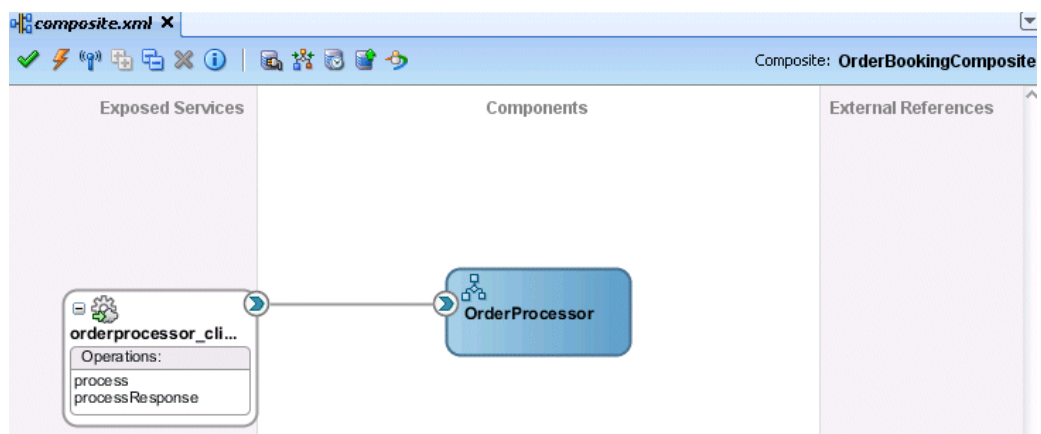 composite.xml
Composite: OrderBookingComposite
Exposed Services
Components
External References
orderprocessor_cli...
Operations:
process
processResponse
OrderProcessor